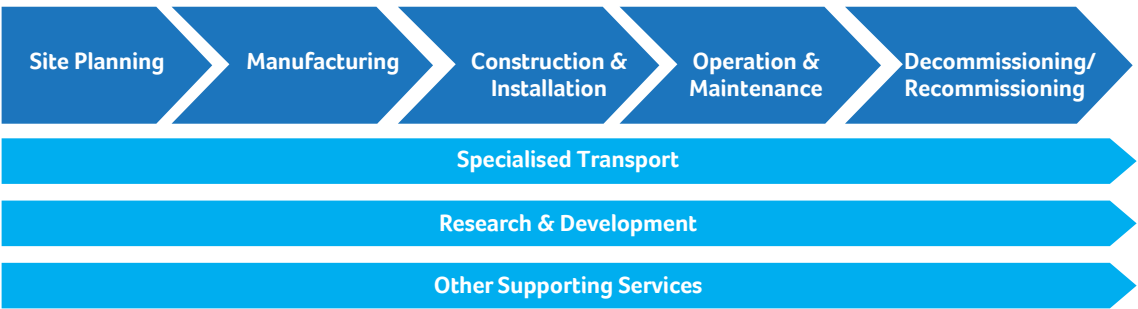 Site Planning
Manufacturing
Construction &
Installation
Operation &
Maintenance
Decommissioning/
Recommissioning
Specialised Transport
Research & Development
Other Supporting Services